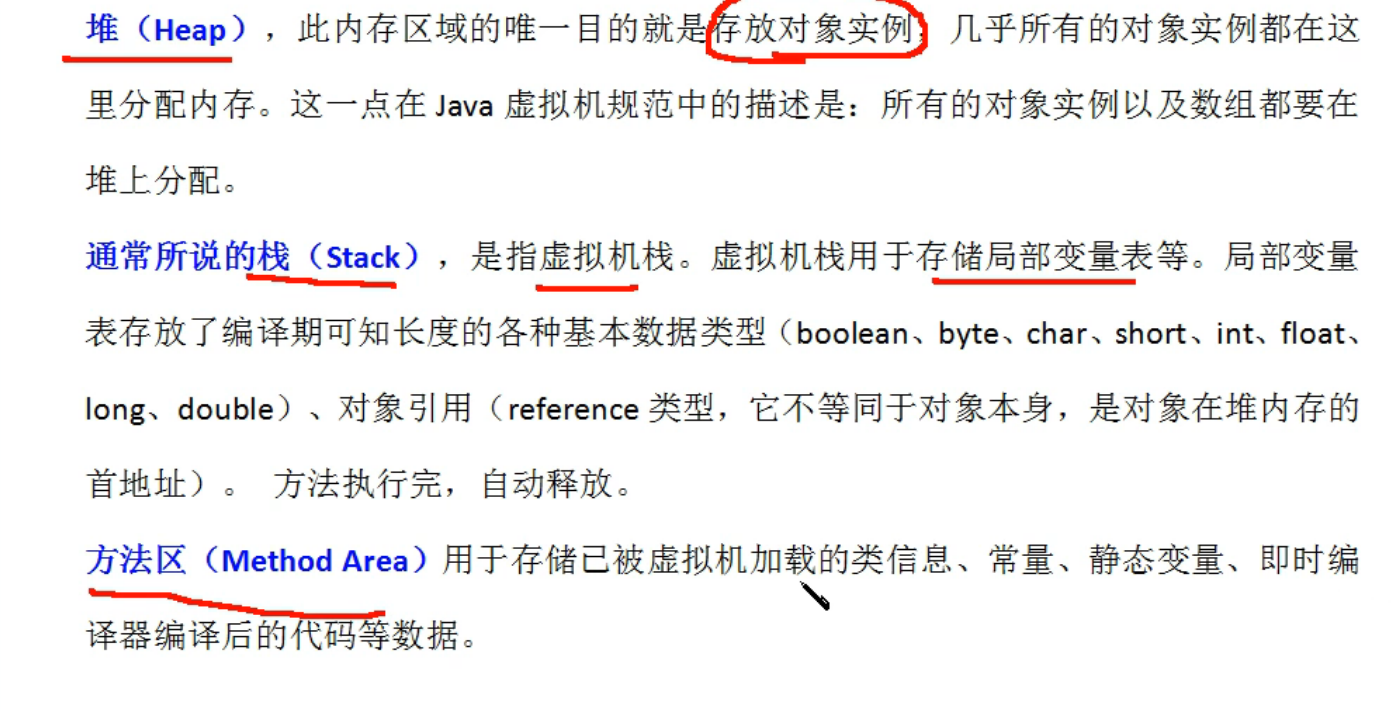 堆（Heap），此内存区域的唯一目的就是存放对象实例，几乎所有的对象实例都在这
里分配内存。这一点在 Java 虚拟机规范中的描述是：所有的对象实例以及数组都要在
堆上分配。
通常所说的栈（Stack），是指虚拟机栈。虚拟机栈用于存储局部变量表等。局部变量
表存放了编译期可知长度的各种基本数据类型（boolean、byte、char、short、int、float、
long、double）、对象引用（reference 类型，它不等同于对象本身，是对象在堆内存的
首地址）。 方法执行完，自动释放。
方法区（Method Area）用于存储已被虚拟机加载的类信息、常量、静态变量、即时编
译器编译后的代码等数据。